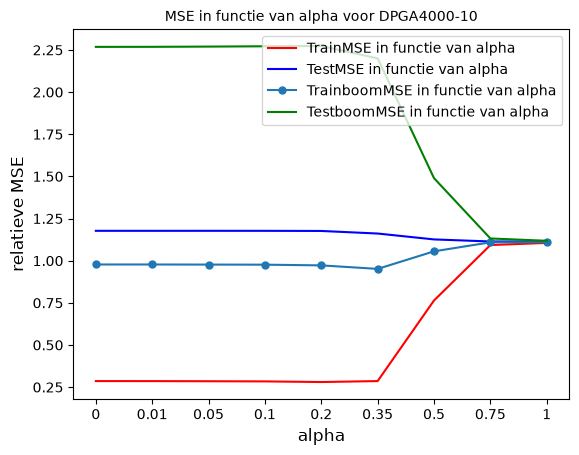 MSE in functie van alpha voor DPGA4000-10
TrainMSE in functie van alpha
TestMSE in functie van alpha
TrainboomMSE in functie van alpha
TestboomMSE in functie van alpha
relatieve MSE
2.25
2.00
1.75
1.50
1.25
1.00
0.75
0.50
0.25
0 0.01 0.05 0.1 0.2 0.35 0.5 0.75 1
alpha